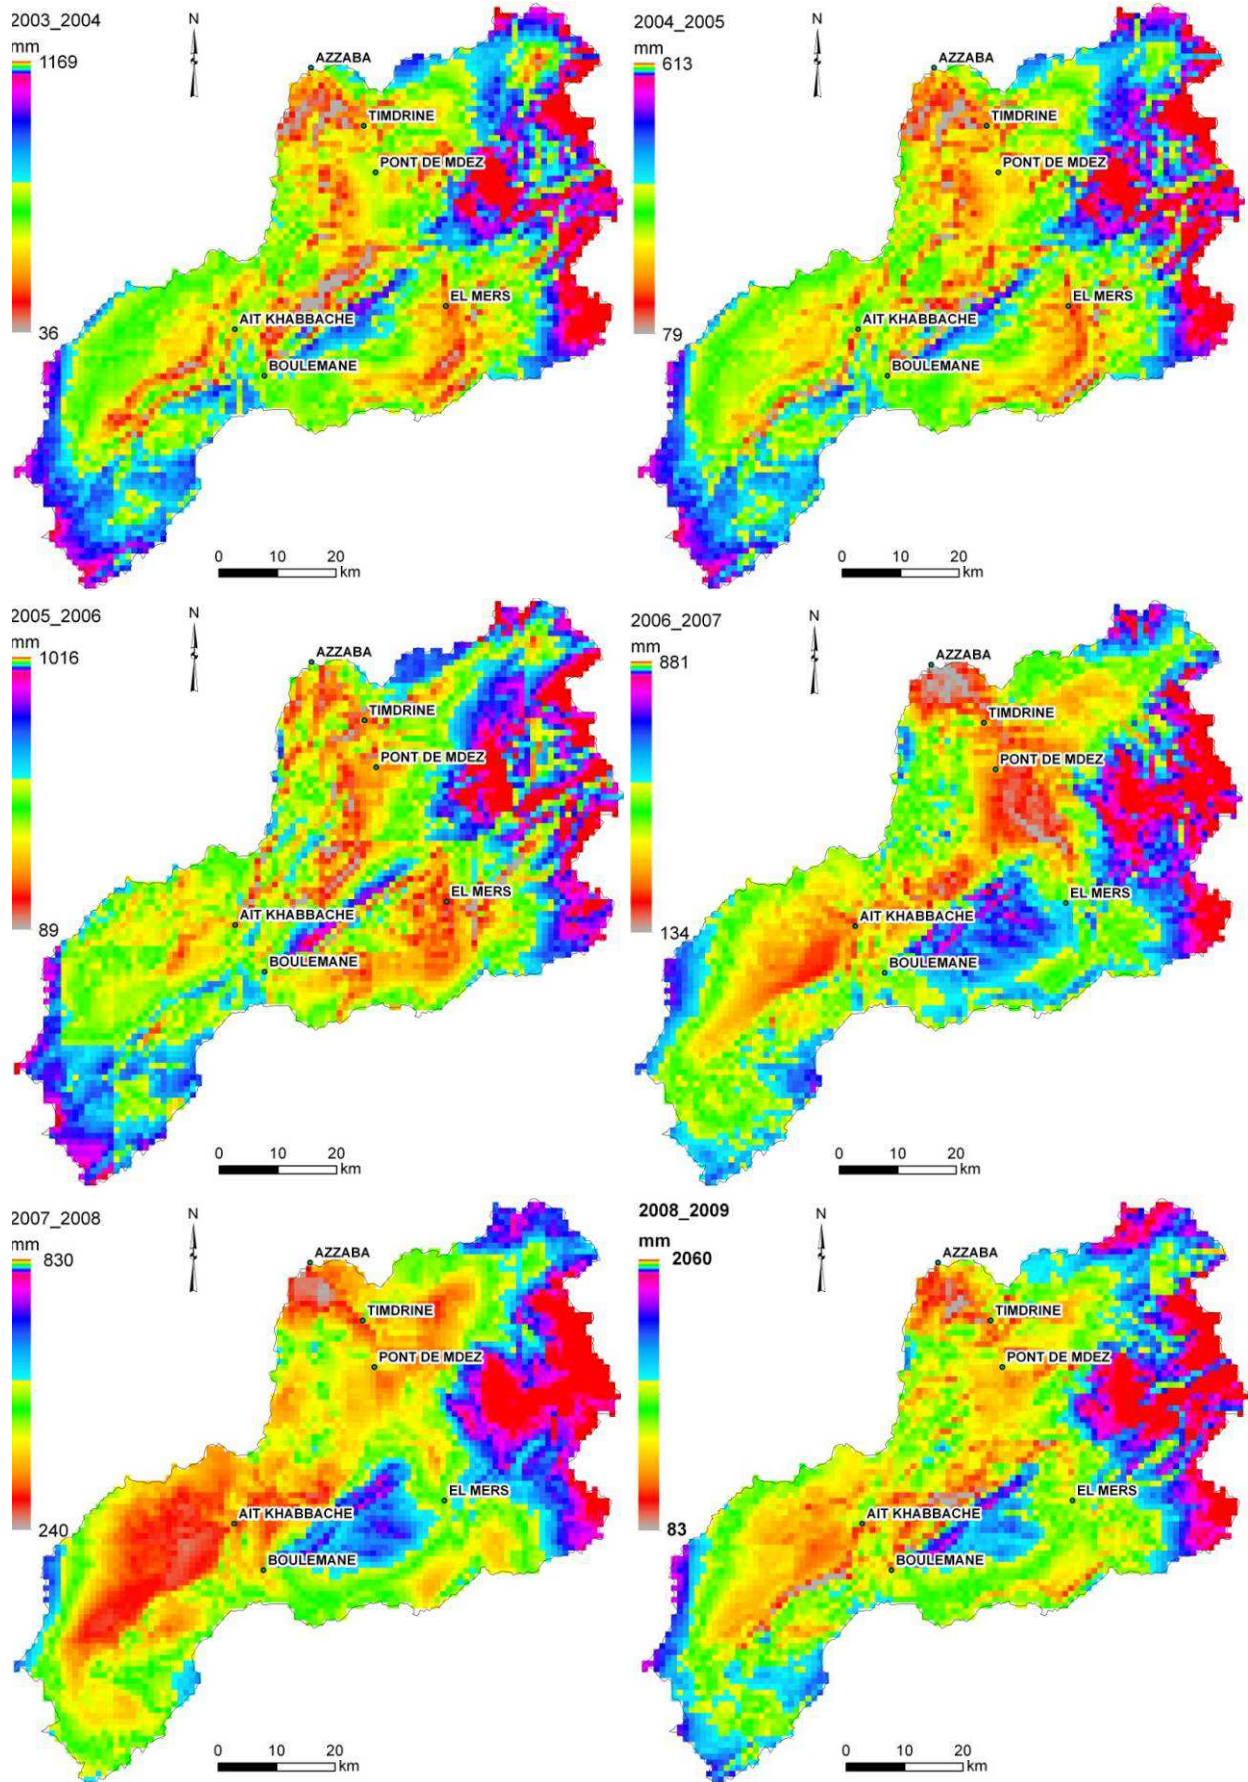 2003_2004
mm
1169
36
N
AZZABA
TIMDRINE
PONT DE MDEZ
EL MERS
AIT KHABBACHE
BOULEMANE
0 10 20
km
2004_2005
mm
613
79
N
AZZABA
TIMDRINE
PONT DE MDEZ
EL MERS
AIT KHABBACHE
BOULEMANE
0 10 20
km
2005_2006
mm
1016
89
N
AZZABA
TIMDRINE
PONT DE MDEZ
EL MERS
AIT KHABBACHE
BOULEMANE
0 10 20
km
2006_2007
mm
881
134
N
AZZABA
TIMDRINE
PONT DE MDEZ
EL MERS
AIT KHABBACHE
BOULEMANE
0 10 20
km
2007_2008
mm
830
240
N
AZZABA
TIMDRINE
PONT DE MDEZ
EL MERS
AIT KHABBACHE
BOULEMANE
0 10 20
km
2008_2009
mm
2060
83
N
AZZABA
TIMDRINE
PONT DE MDEZ
EL MERS
AIT KHABBACHE
BOULEMANE
0 10 20
km